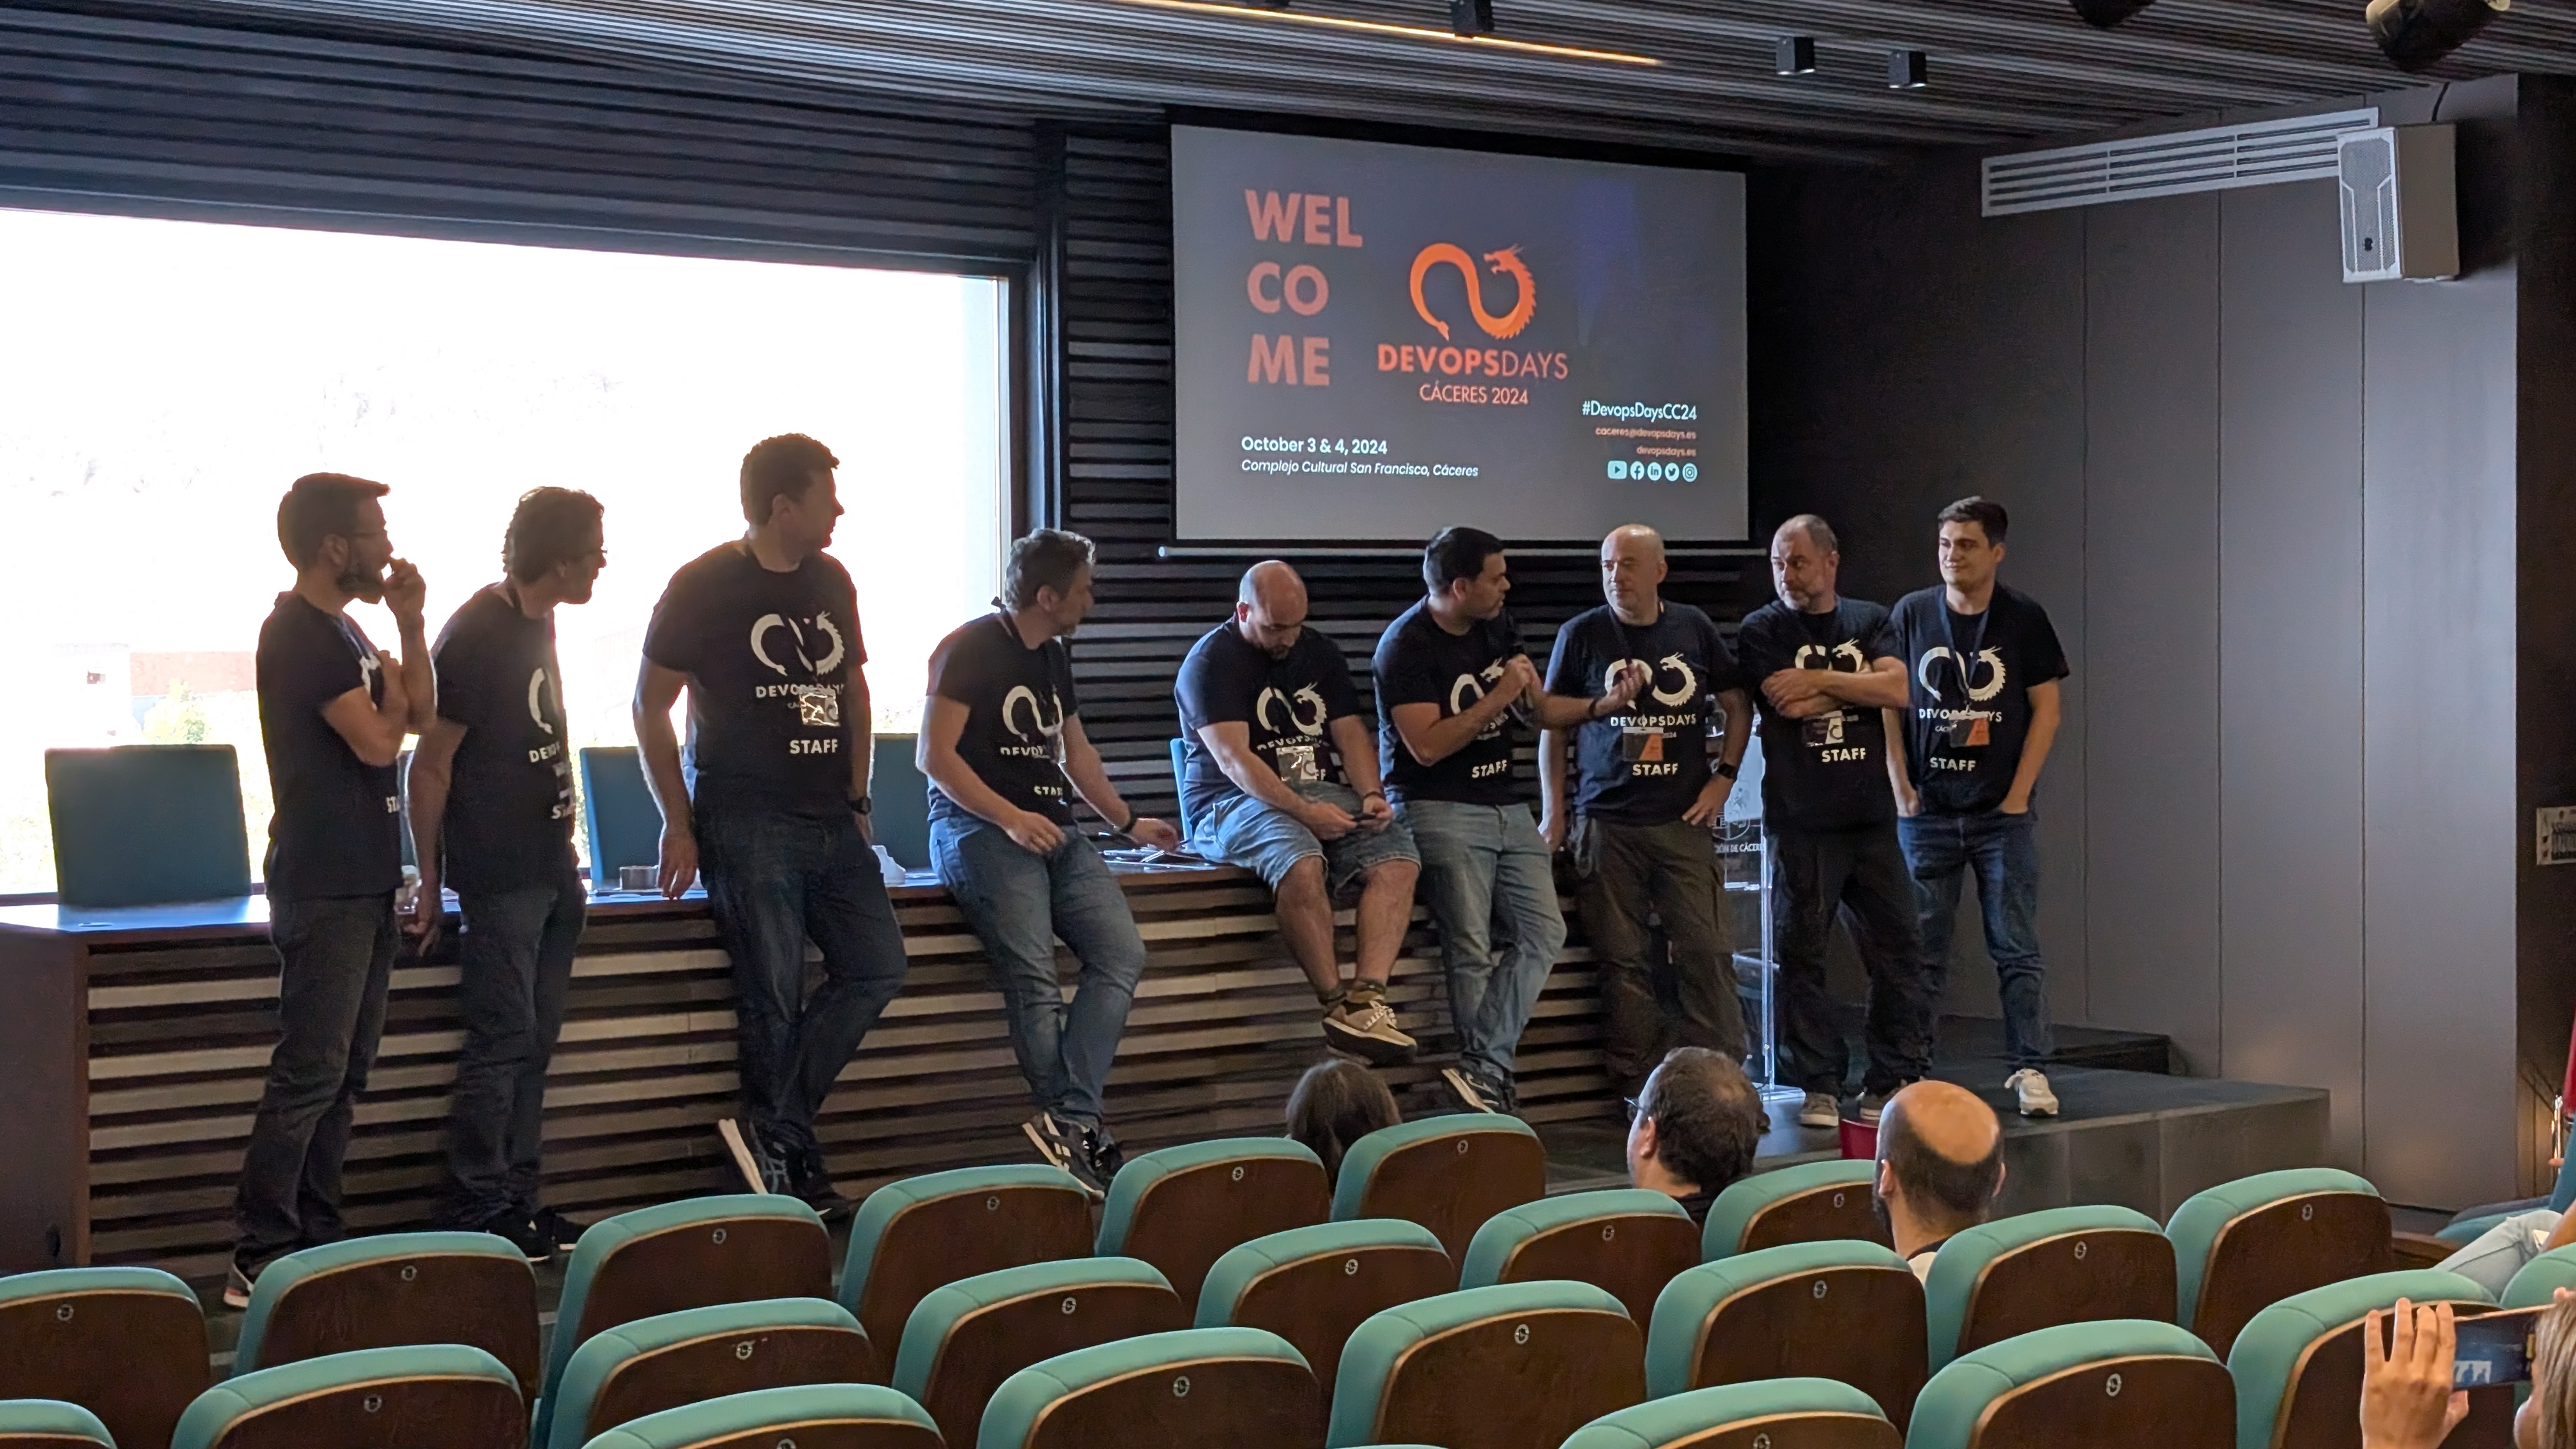 WEL
CO
ME
DEVOPSDAYS
CÁCERES 2024
#DevopsDaysCC24
caceres@devopsdays.es
devopsdays.es
October 3 & 4, 2024
Complejo Cultural San Francisco, Cáceres
DEVOPSDAYS
STAFF
STAFF
DEVOPSDAYS
STAFF
STAFF
DEVOPSDAYS
STAFF